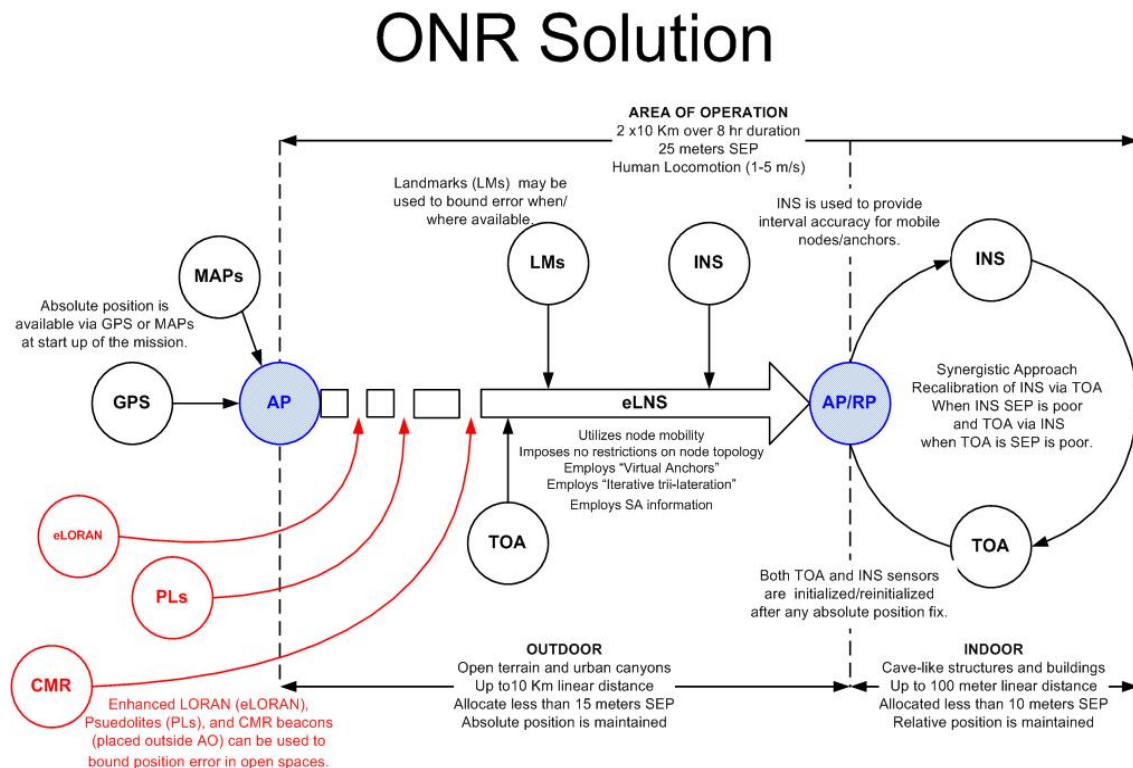 ONR Solution
AREA OF OPERATION
2 x10 Km over 8 hr duration
25 meters SEP
Human Locomotion (1-5 m/s)
Landmarks (LMs) may be
used to bound error when/
where available.
INS is used to provide
interval accuracy for mobile
nodes/anchors.
MAPs
LMs
INS
INS
Absolute position is
available via GPS or MAPs
at start up of the mission.
GPS
AP
eLNS
AP/RP
Synergistic Approach
Recalibration of INS via TOA
When INS SEP is poor
and TOA via INS
when TOA is SEP is poor.
Utilizes node mobility
Imposes no restrictions on node topology
Employs “Virtual Anchors”
Employs “Iterative trii-lateration”
Employs SA information
eLORAN
TOA
TOA
PLs
Both TOA and INS sensors
are initialized/reinitialized
after any absolute position fix.
CMR
Enhanced LORAN (eLORAN),
Psuedolites (PLs), and CMR beacons
(placed outside AO) can be used to
bound position error in open spaces.
OUTDOOR
Open terrain and urban canyons
Up to10 Km linear distance
Allocate less than 15 meters SEP
Absolute position is maintained
INDOOR
Cave-like structures and buildings
Up to 100 meter linear distance
Allocated less than 10 meters SEP
Relative position is maintained